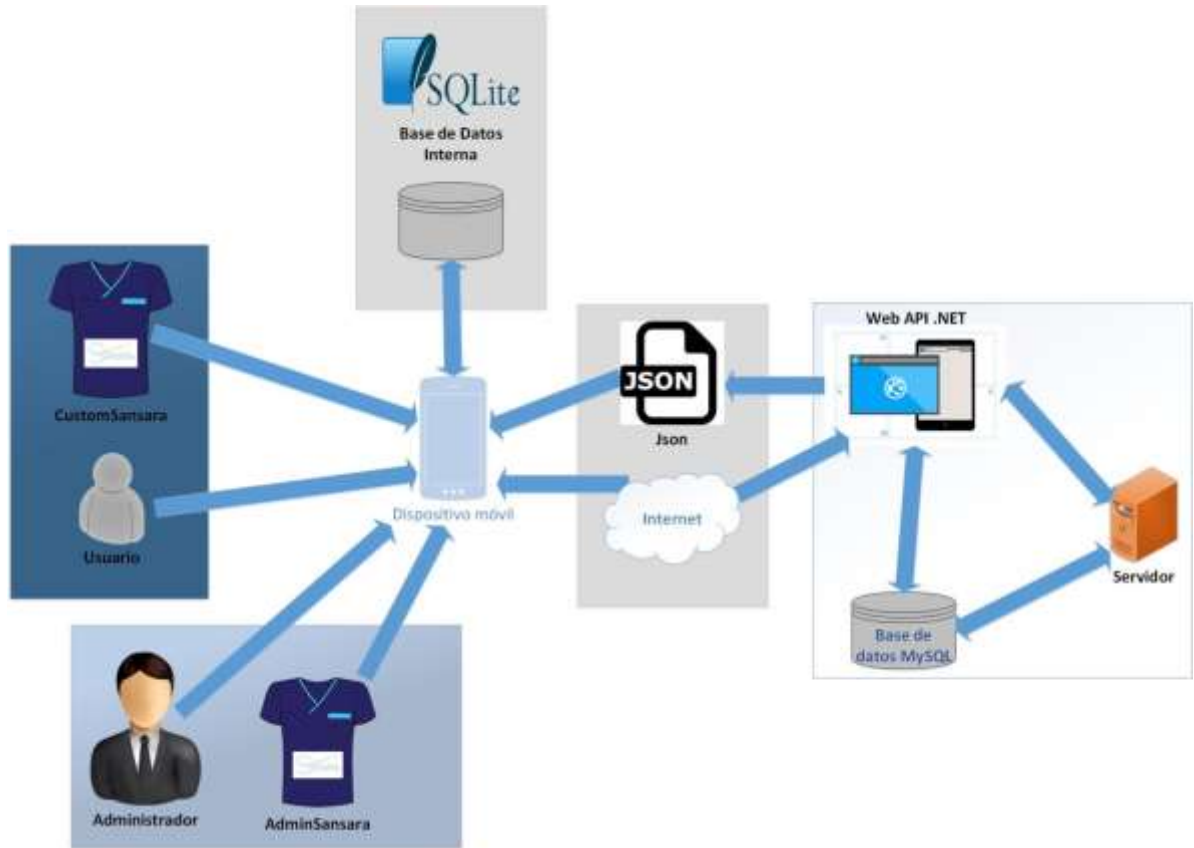 SQLite
Base de Datos
Interna
CustomSansara
Usuario
Dispositivo móvil
JSON
Json
Internet
Web API .NET
Servidor
Base de
datos MySQL
Administrador
AdminSansara